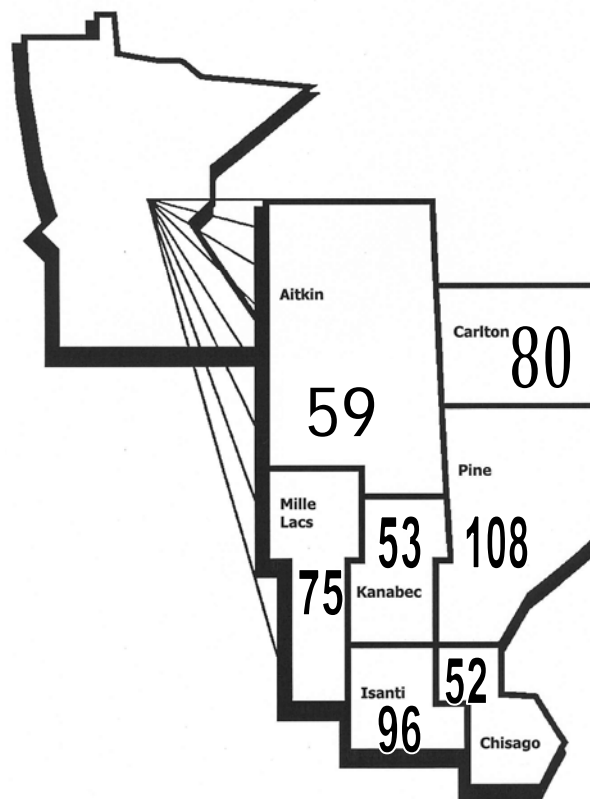 Aitkin
59
Carlton
80
Pine
108
Mille
Lacs
75
53
Kanabec
Isanti
96
52
Chisago